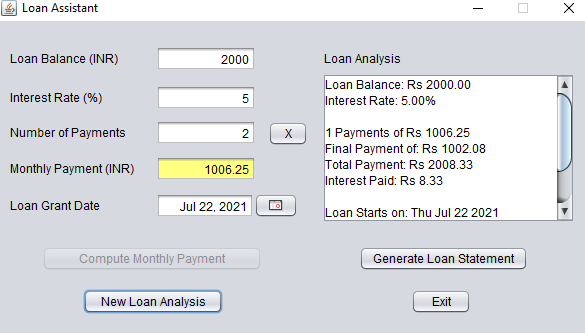 Loan Assistant
Loan Balance (INR) 2000
Interest Rate (%) 5
Number of Payments 2 X
Monthly Payment (INR) 1006.25
Loan Grant Date Jul 22, 2021
Compute Monthly Payment
New Loan Analysis
Loan Analysis
Loan Balance: Rs 2000.00
Interest Rate: 5.00%
1 Payments of Rs 1006.25
Final Payment of: Rs 1002.08
Total Payment: Rs 2008.33
Interest Paid: Rs 8.33
Loan Starts on: Thu Jul 22 2021
Generate Loan Statement
Exit